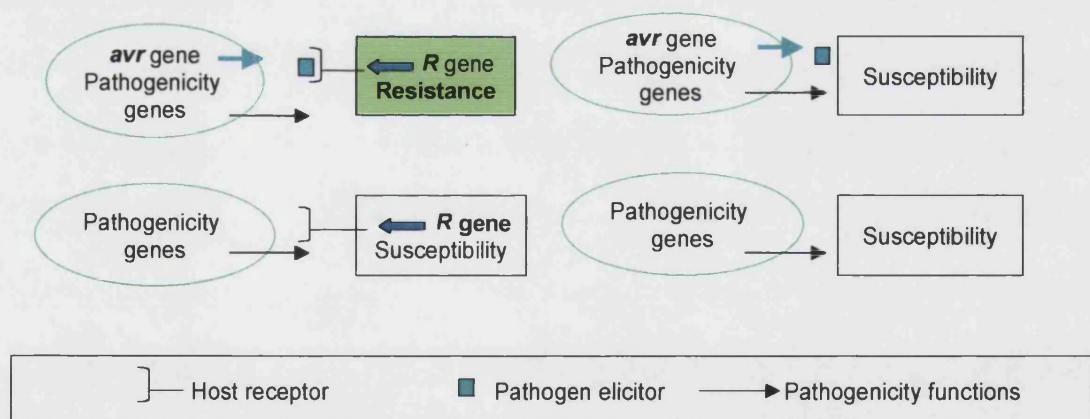 avr gene
Pathogenicity
genes
R gene
Resistance
avr gene
Pathogenicity
genes
Susceptibility
Pathogenicity
genes
R gene
Susceptibility
Pathogenicity
genes
Susceptibility
Host receptor
Pathogen elicitor
Pathogenicity functions